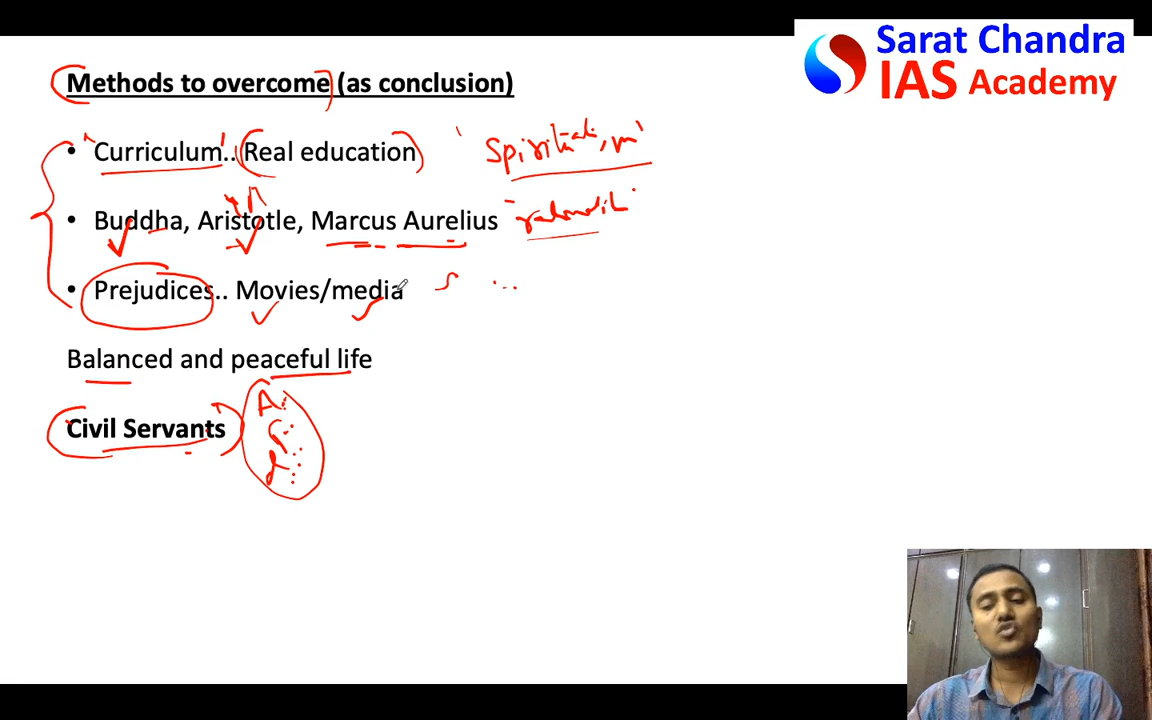 Sarat Chandra
IAS Academy
Methods to overcome (as conclusion)
• Curriculum.. Real education
• Buddha, Aristotle, Marcus Aurelius
• Prejudices.. Movies/media
Balanced and peaceful life
Civil Servants